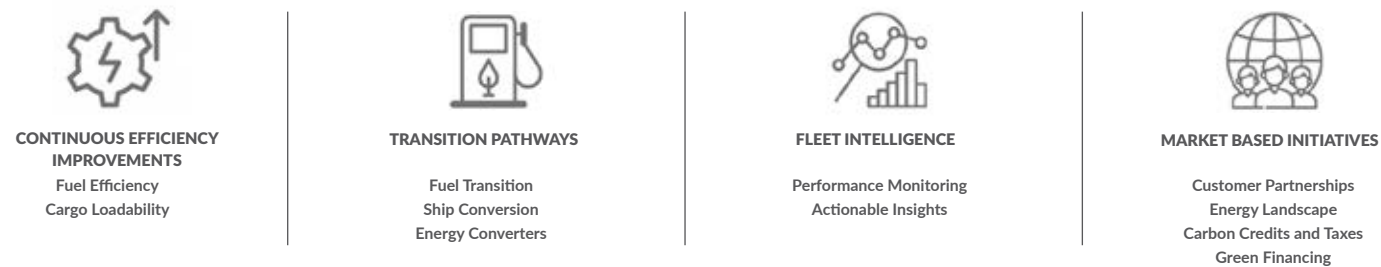 CONTINUOUS EFFICIENCY
IMPROVEMENTS
Fuel Efficiency
Cargo Loadability
TRANSITION PATHWAYS
Fuel Transition
Ship Conversion
Energy Converters
FLEET INTELLIGENCE
Performance Monitoring
Actionable Insights
MARKET BASED INITIATIVES
Customer Partnerships
Energy Landscape
Carbon Credits and Taxes
Green Financing